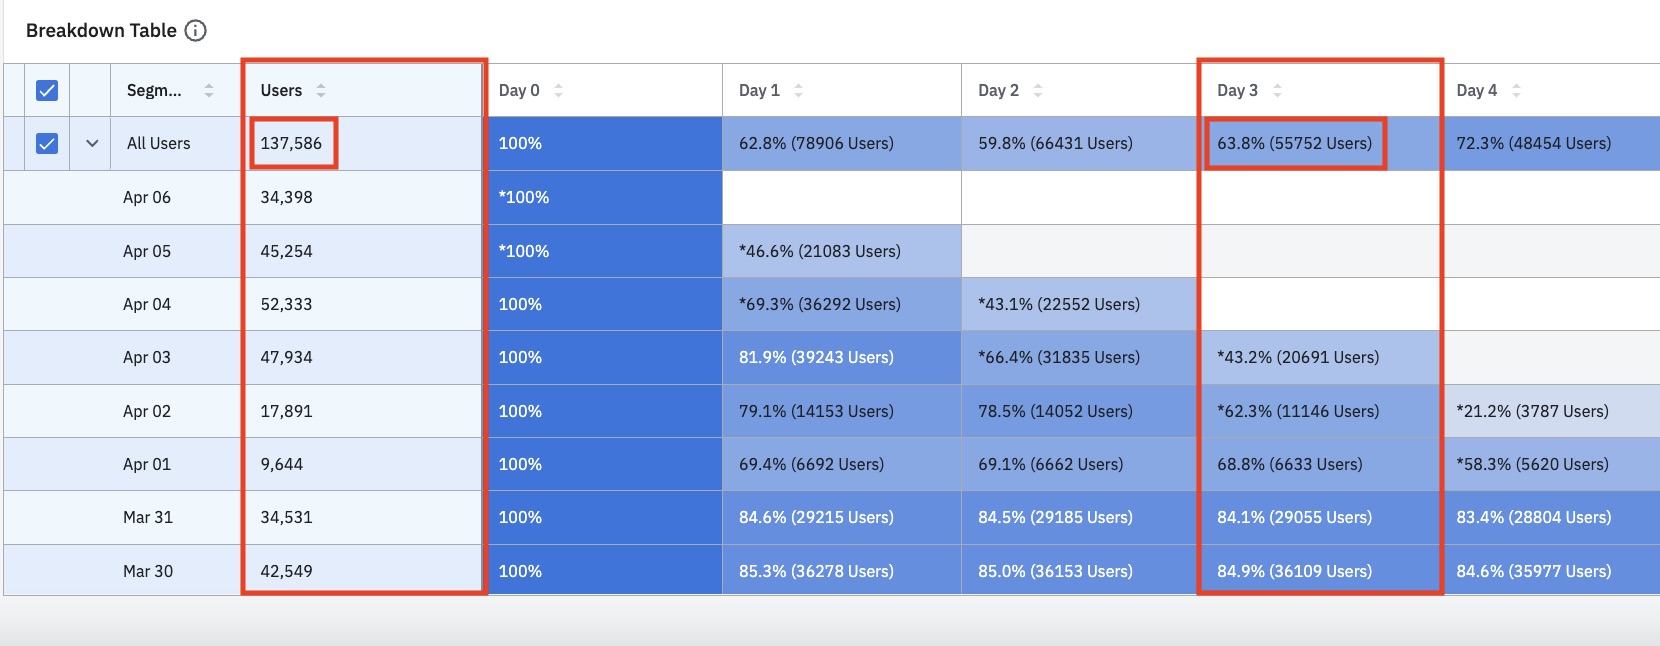 Breakdown Table
Segm... Users Day 0 Day 1 Day 2 Day 3 Day 4
All Users 137,586 100% 62.8% (78906 Users) 59.8% (66431 Users) 63.8% (55752 Users) 72.3% (48454 Users)
Apr 06 34,398 *100%
Apr 05 45,254 *100% *46.6% (21083 Users)
Apr 04 52,333 100% *69.3% (36292 Users) *43.1% (22552 Users)
Apr 03 47,934 100% 81.9% (39243 Users) *66.4% (31835 Users) *43.2% (20691 Users)
Apr 02 17,891 100% 79.1% (14153 Users) 78.5% (14052 Users) *62.3% (11146 Users) *21.2% (3787 Users)
Apr 01 9,644 100% 69.4% (6692 Users) 69.1% (6662 Users) 68.8% (6633 Users) *58.3% (5620 Users)
Mar 31 34,531 100% 84.6% (29215 Users) 84.5% (29185 Users) 84.1% (29055 Users) 83.4% (28804 Users)
Mar 30 42,549 100% 85.3% (36278 Users) 85.0% (36153 Users) 84.9% (36109 Users) 84.6% (35977 Users)